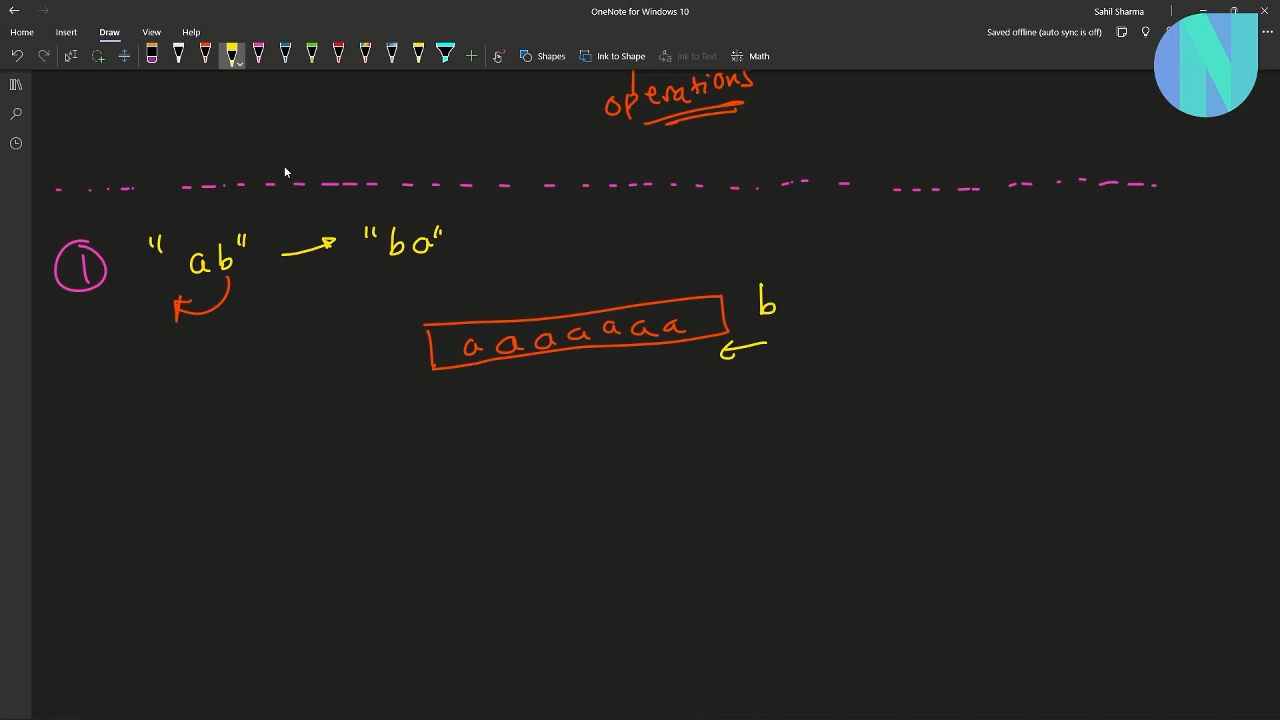 OneNote for Windows 10
Sahil Sharma
Home Insert Draw View Help
Saved offline (auto sync is off)
Shapes Ink to Shape Ink to Text Math
operations
1 " ab" → "ba"
b
a a a a a a a